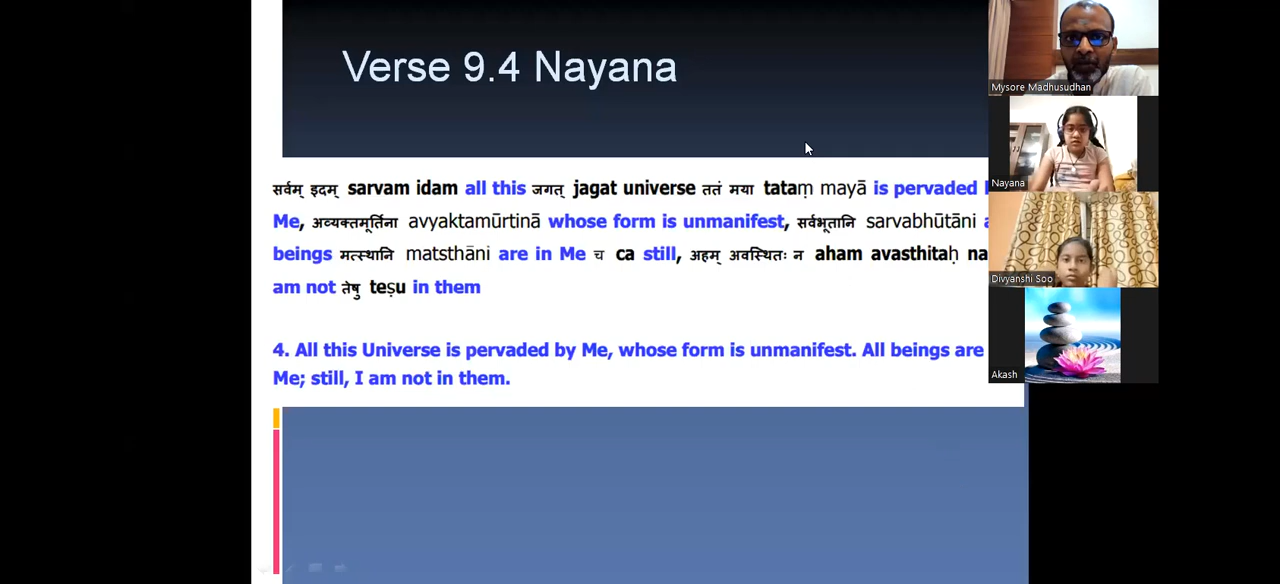 Verse 9.4 Nayana
सर्वम् इदम् sarvam idam all this जगत् jagat universe ततं मया tataṃ mayā is pervaded
Me, अव्यक्तमूर्तिना avyaktamūrtinā whose form is unmanifest, सर्वभूतानि sarvabhūtāni
beings मत्स्थानि matsthāni are in Me च ca still, अहम् अवस्थितः न aham avasthitaḥ na
am not तेषु teṣu in them
4. All this Universe is pervaded by Me, whose form is unmanifest. All beings are
Me; still, I am not in them.
Mysore Madhusudhan
Nayana
Divyanshi Soo
Akash